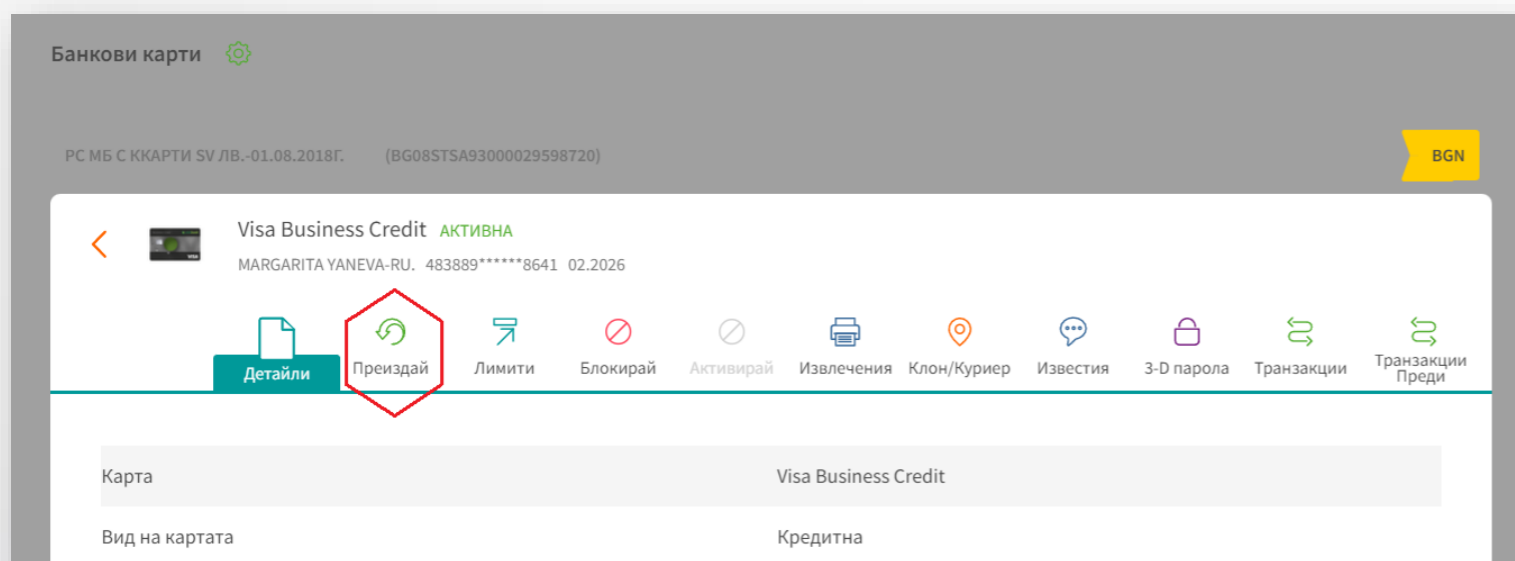 Банкови карти
РС МБ С ККАРТИ SV ЛВ.-01.08.2018Г. (BG08STSA93000029598720)
BGN
Visa Business Credit АКТИВНА
MARGARITA YANEVA-RU. 483889******8641 02.2026
Детайли
Преиздай
Лимити
Блокирай
Активирай
Извлечения
Клон/Куриер
Известия
3-D парола
Транзакции
Транзакции
Преди
Карта Visa Business Credit
Вид на картата Кредитна